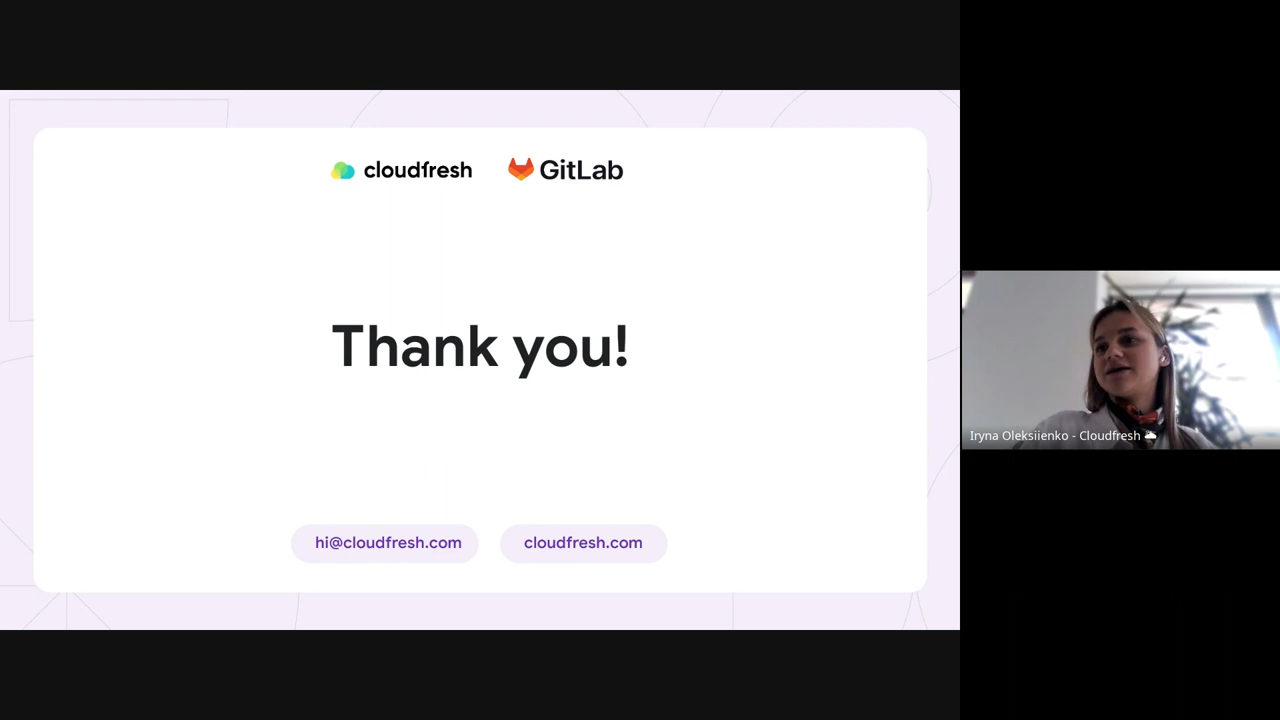 cloudfresh GitLab
Thank you!
hi@cloudfresh.com cloudfresh.com
Iryna Oleksiienko - Cloudfresh 🌥